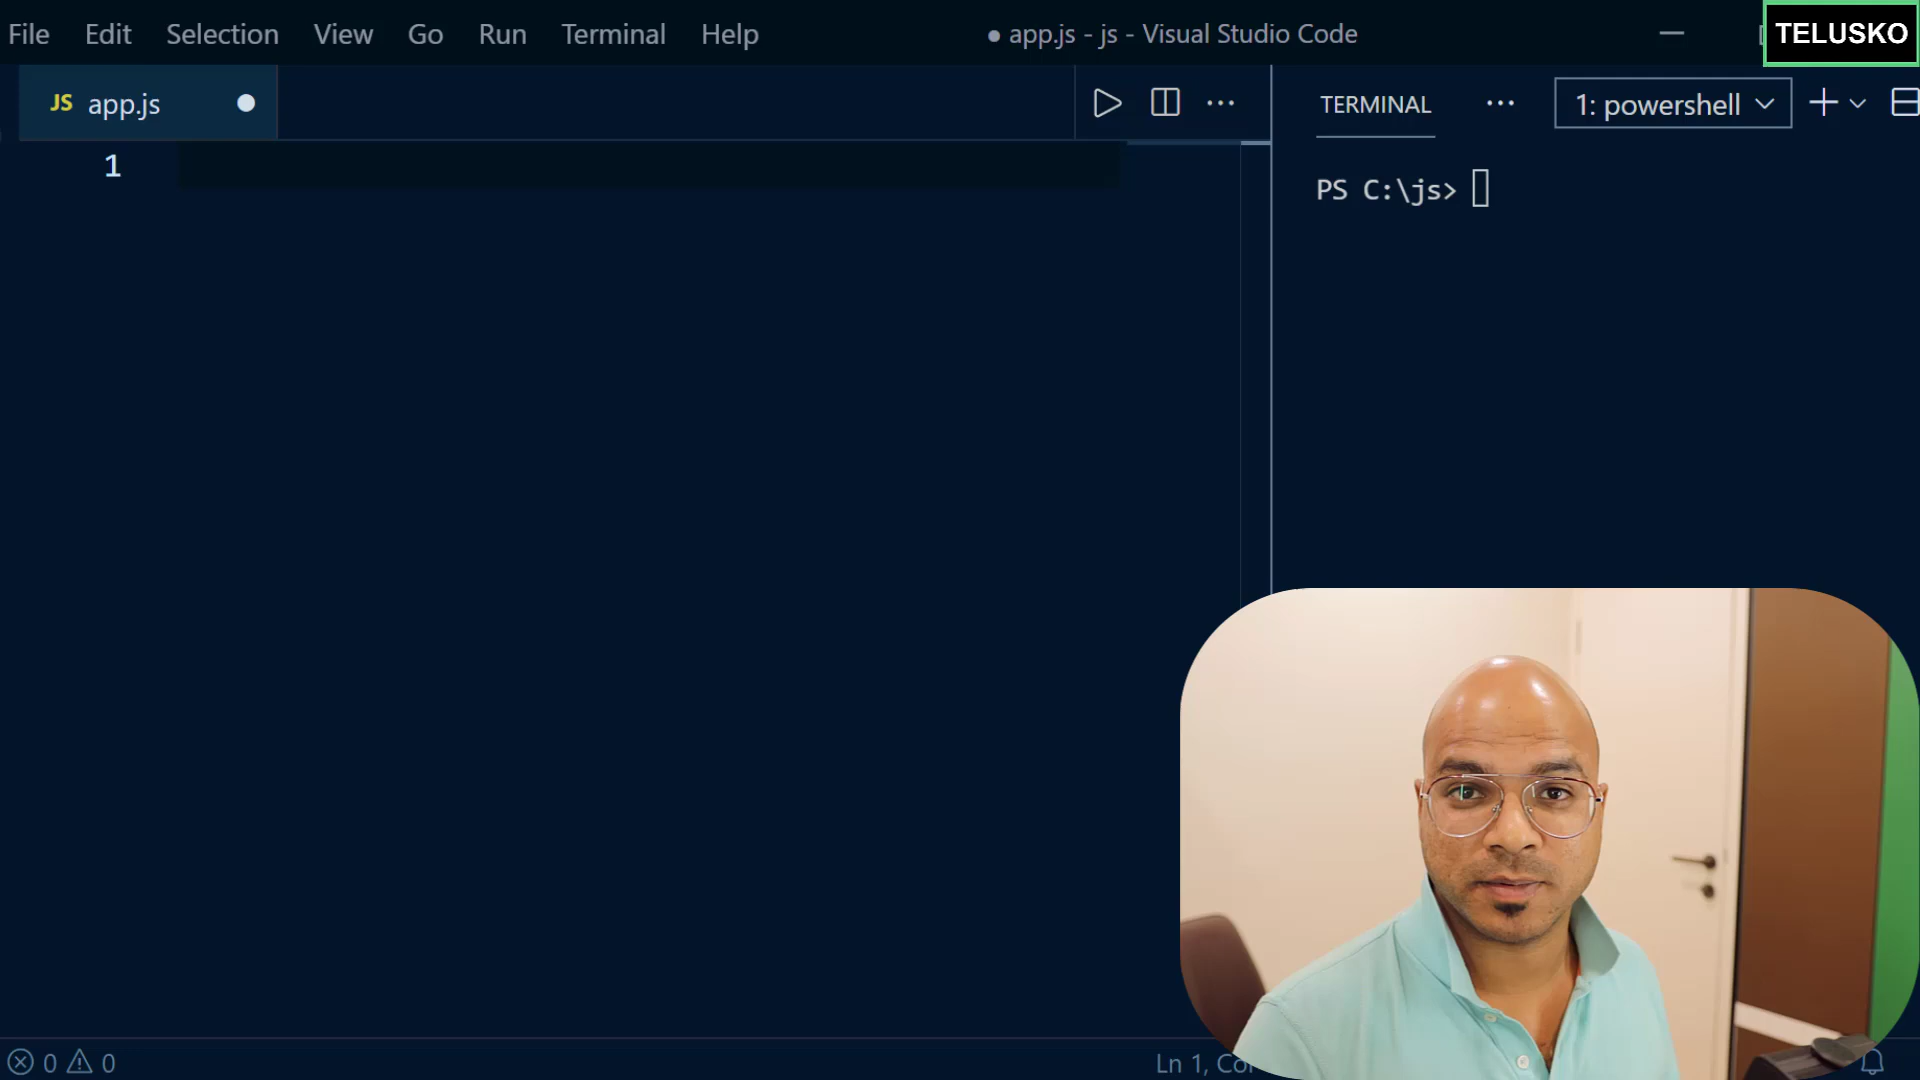 File Edit Selection View Go Run Terminal Help
● app.js - js - Visual Studio Code
TELUSKO
JS app.js
TERMINAL
1: powershell
1
PS C:\js>
0 0
Ln 1,